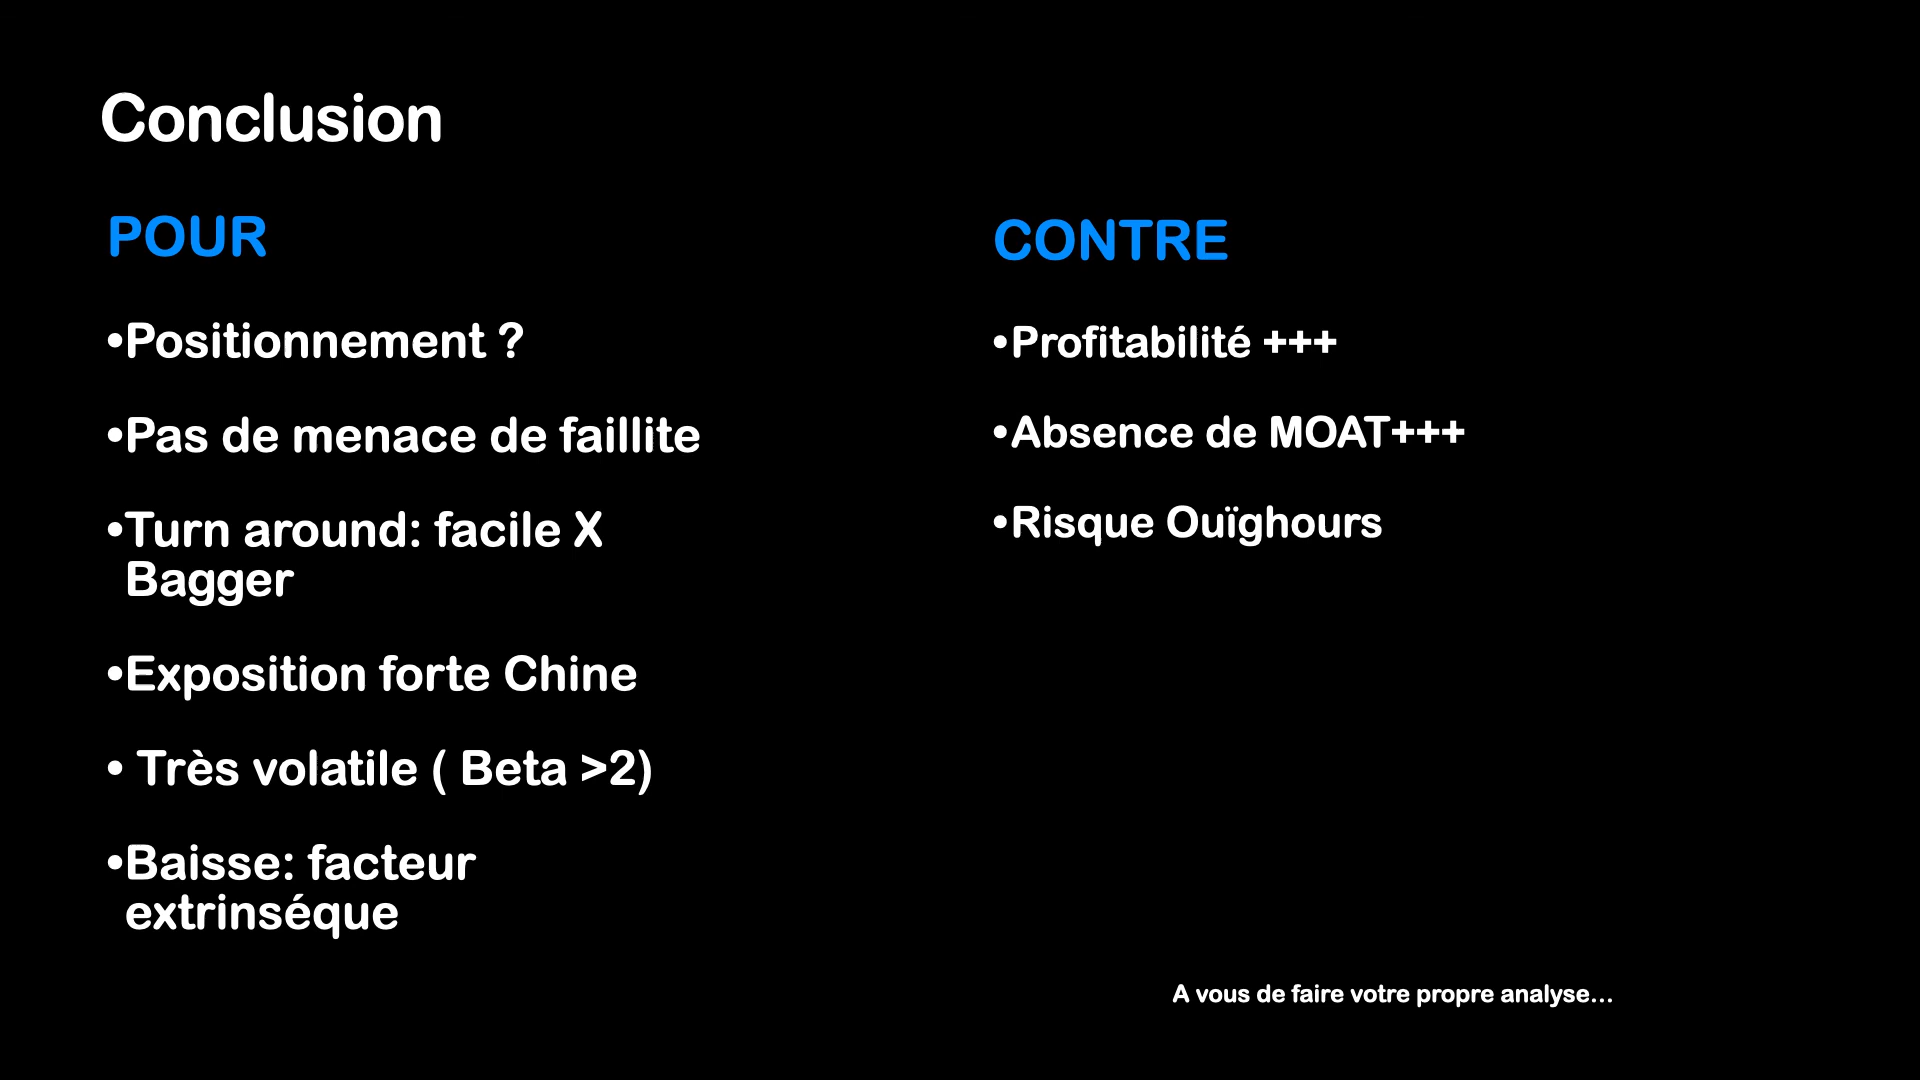 Conclusion
POUR
•Positionnement ?
•Pas de menace de faillite
•Turn around: facile X
Bagger
•Exposition forte Chine
• Très volatile ( Beta >2)
•Baisse: facteur
extrinséque
CONTRE
•Profitabilité +++
•Absence de MOAT+++
•Risque Ouïghours
A vous de faire votre propre analyse...